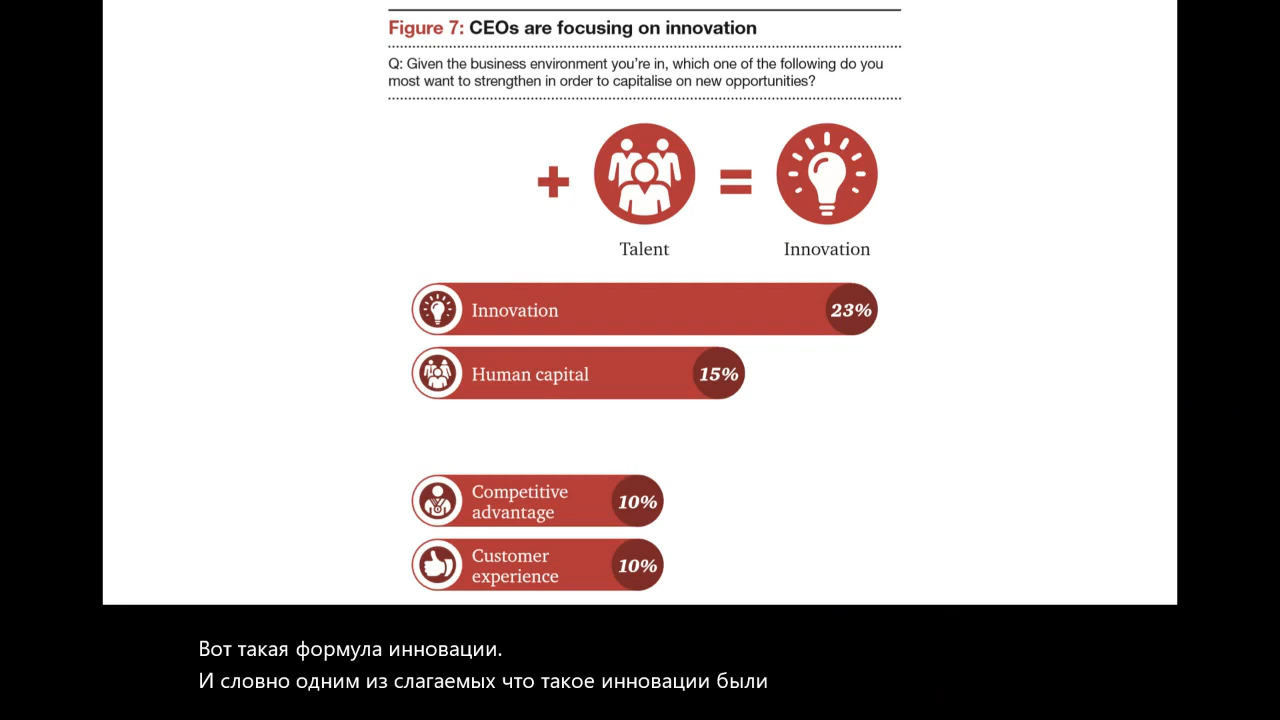 Figure 7: CEOs are focusing on innovation
Q: Given the business environment you're in, which one of the following do you
most want to strengthen in order to capitalise on new opportunities?
+ =
Talent Innovation
Innovation 23%
Human capital 15%
Competitive
advantage 10%
Customer
experience 10%
Вот такая формула инновации.
И словно одним из слагаемых что такое инновации были